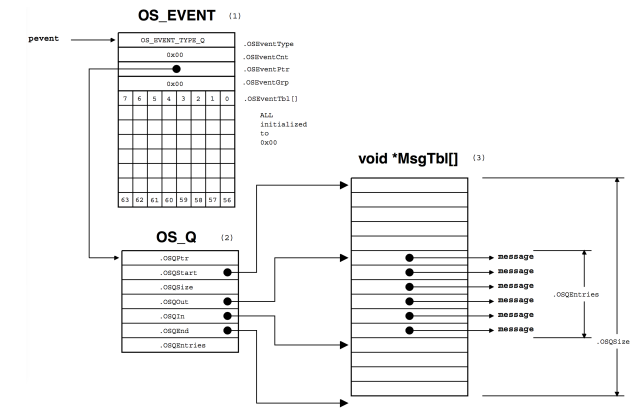 OS_EVENT (1)
pevent
OS_EVENT_TYPE_Q
.OSEventType
0x00
.OSEventCnt
.OSEventPtr
0x00
.OSEventGrp
7 6 5 4 3 2 1 0
.OSEventTbl[]
ALL
initialized
to
0x00
63 62 61 60 59 58 57 56
void *MsgTbl[] (3)
OS_Q (2)
.OSQPtr
.OSQStart
.OSQSize
.OSQOut
.OSQIn
.OSQEnd
.OSQEntries
message
message
message
message
message
message
.OSQEntries
.OSQSize